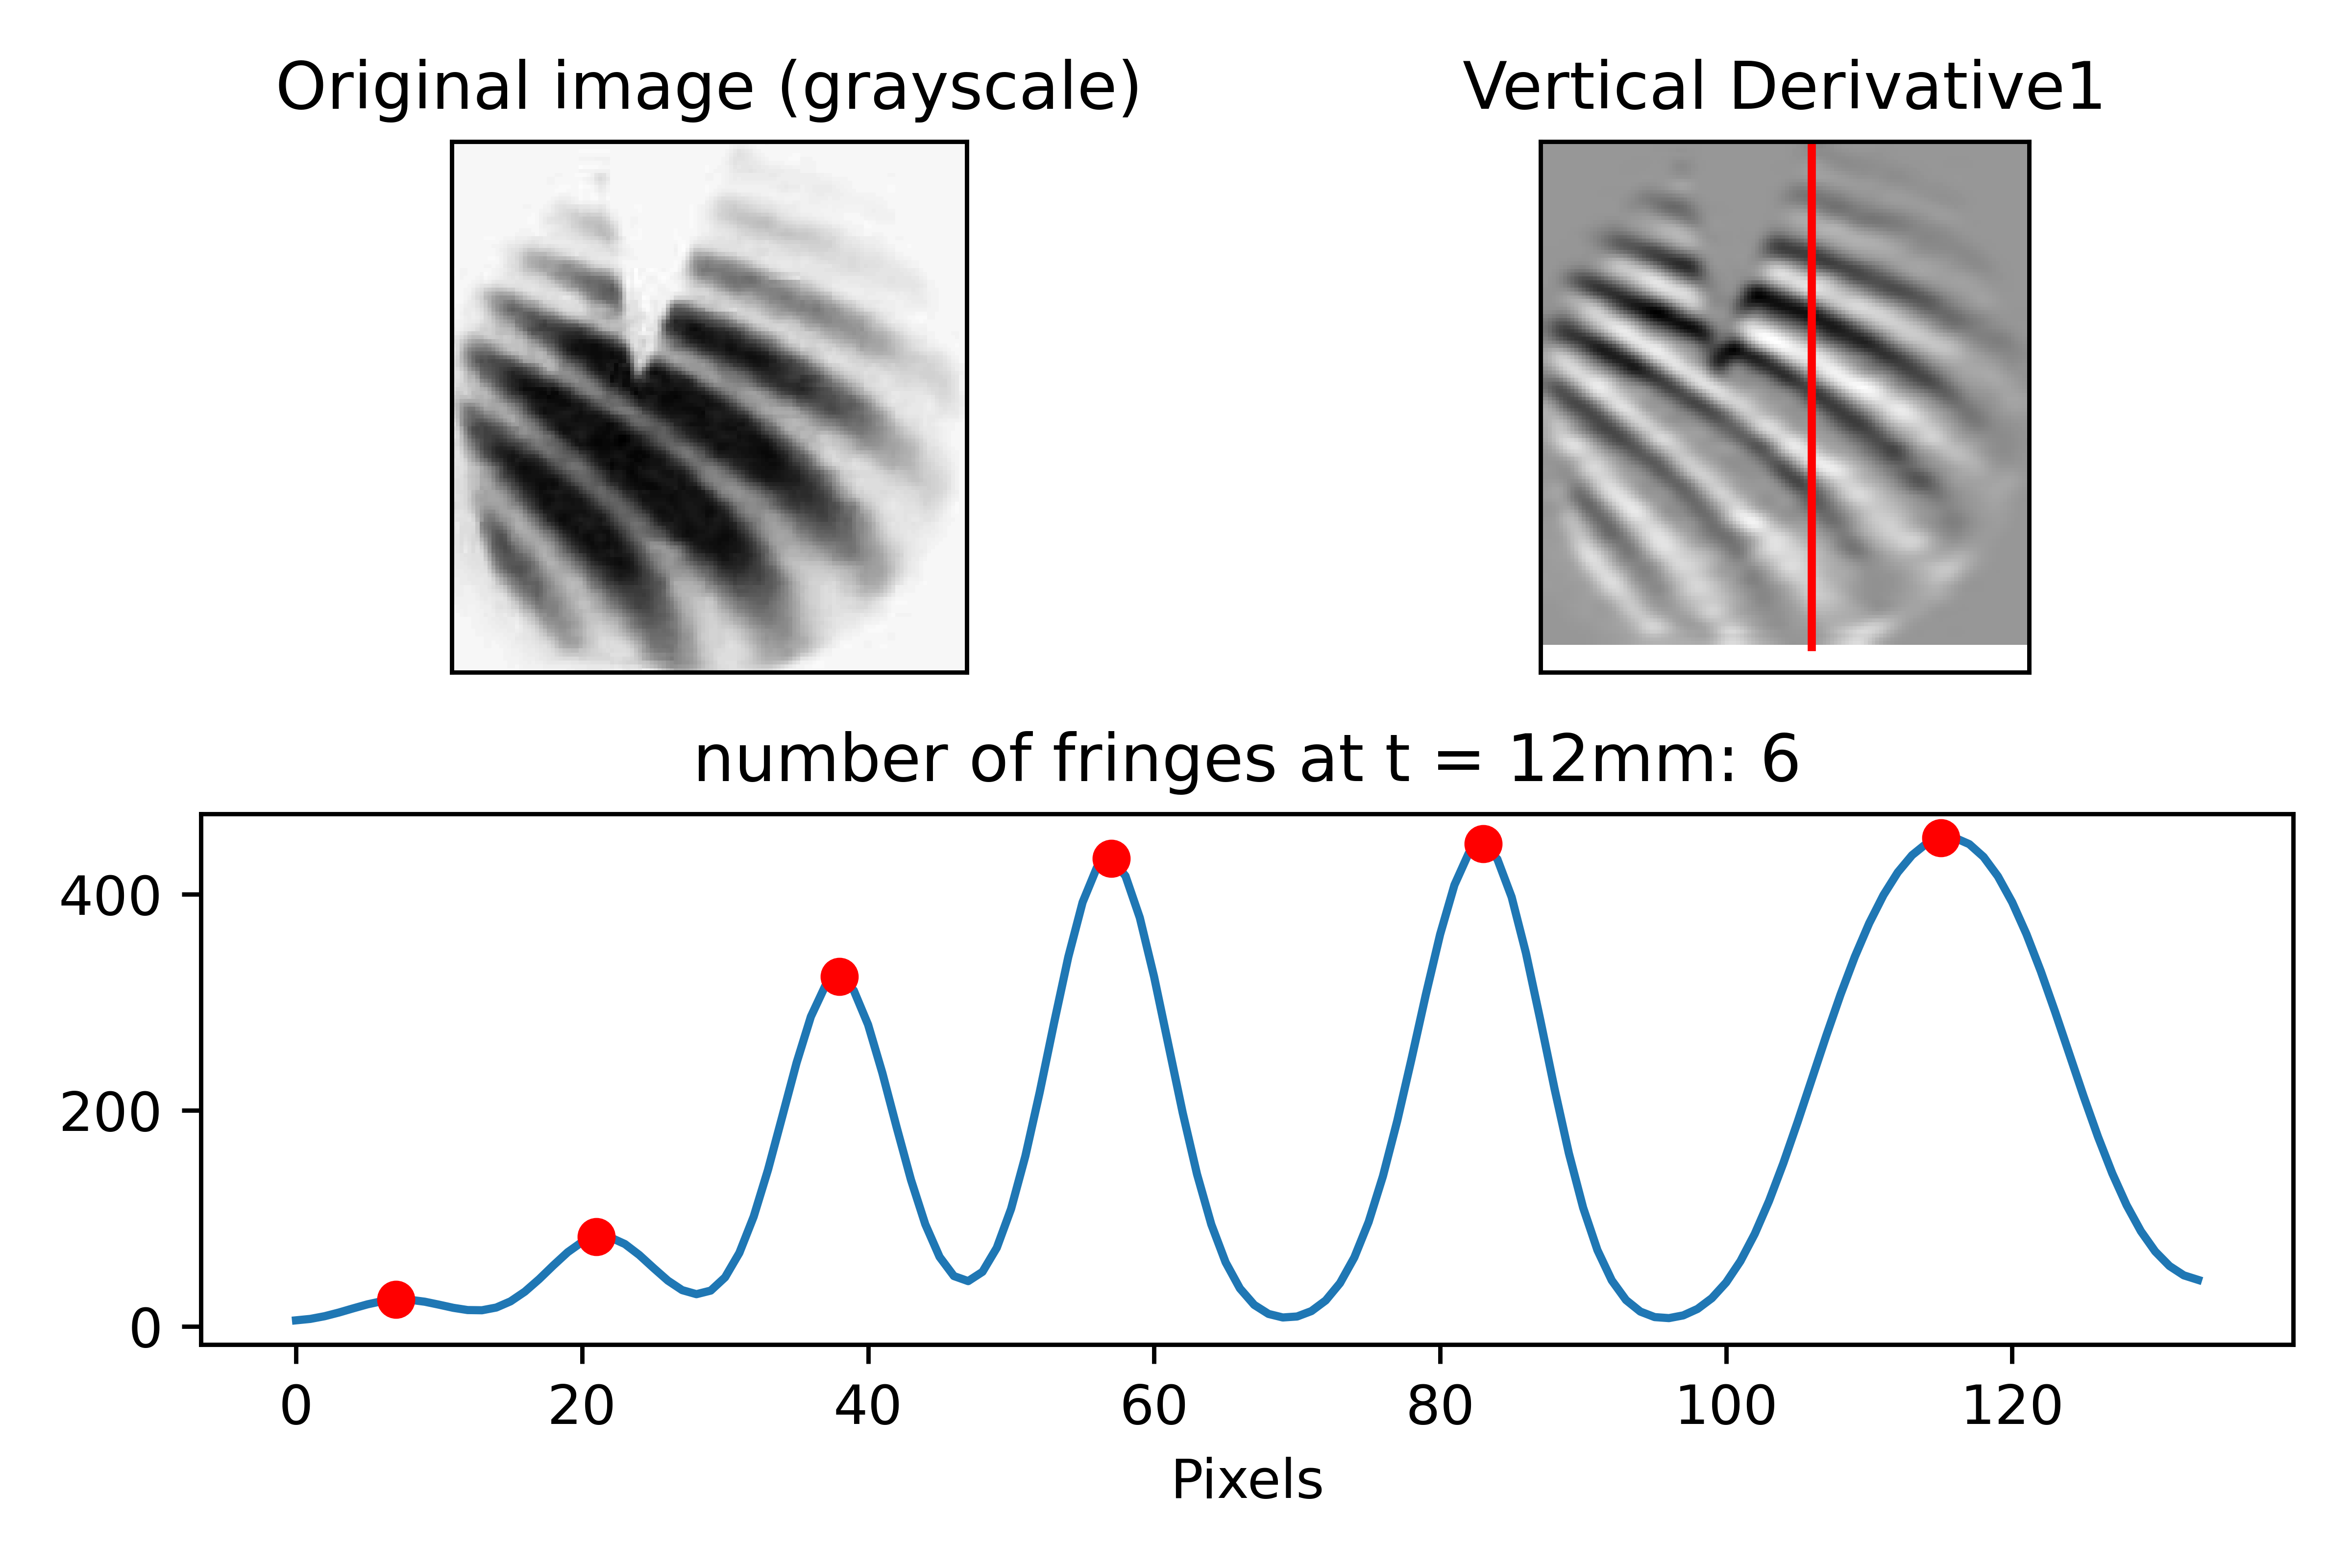 Original image (grayscale)
Vertical Derivative1
number of fringes at t = 12mm: 6
400
200
0
0 20 40 60 80 100 120
Pixels